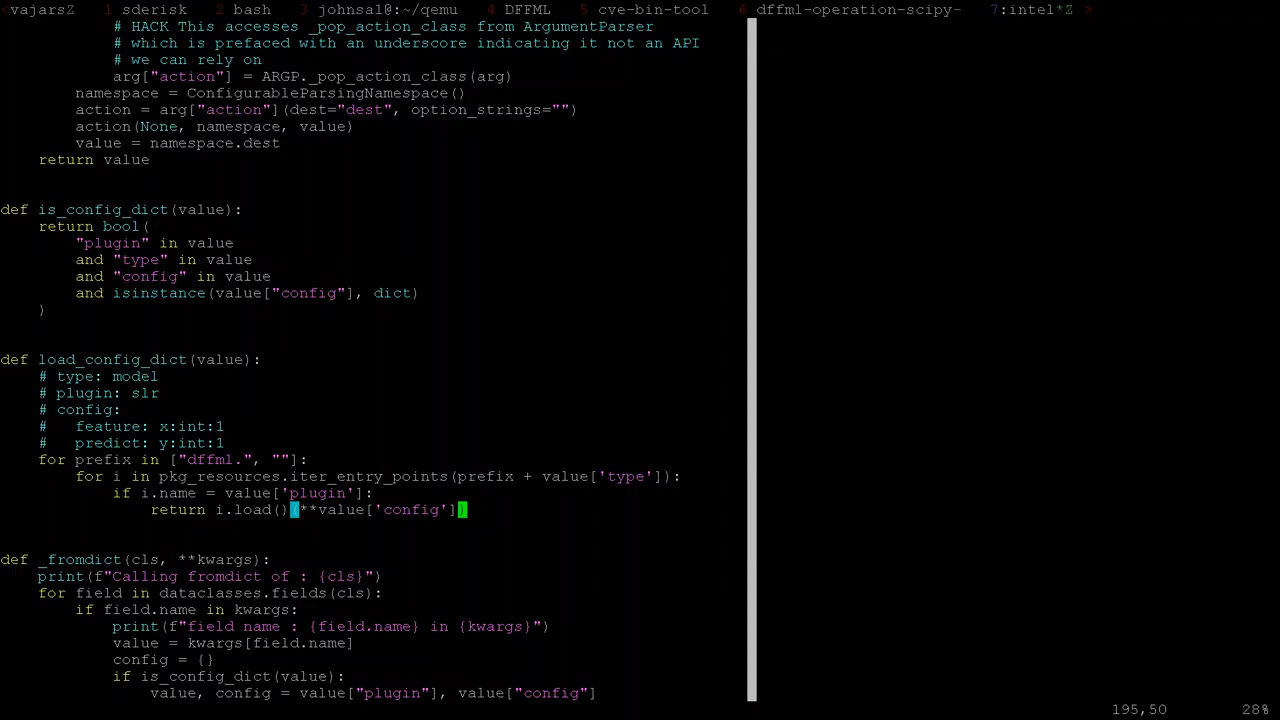 <vajarsZ 1 sderisk 2 bash 3 johnsal@:~/qemu 4 DFFML 5 cve-bin-tool 6 dffml-operation-scipy- 7:intel*Z >
            # HACK This accesses _pop_action_class from ArgumentParser
            # which is prefaced with an underscore indicating it not an API
            # we can rely on
            arg["action"] = ARGP._pop_action_class(arg)
        namespace = ConfigurableParsingNamespace()
        action = arg["action"](dest="dest", option_strings="")
        action(None, namespace, value)
        value = namespace.dest
    return value
def is_config_dict(value):
    return bool(
        "plugin" in value
        and "type" in value
        and "config" in value
        and isinstance(value["config"], dict)
    )
def load_config_dict(value):
    # type: model
    # plugin: slr
    # config:
    #   feature: x:int:1
    #   predict: y:int:1
    for prefix in ["dffml.", ""]:
        for i in pkg_resources.iter_entry_points(prefix + value['type']):
            if i.name = value['plugin']:
                return i.load()(**value['config'])
def _fromdict(cls, **kwargs):
    print(f"Calling fromdict of : {cls}")
    for field in dataclasses.fields(cls):
        if field.name in kwargs:
            print(f"field name : {field.name} in {kwargs}")
            value = kwargs[field.name]
            config = {}
            if is_config_dict(value):
                value, config = value["plugin"], value["config"]
195,50 28%